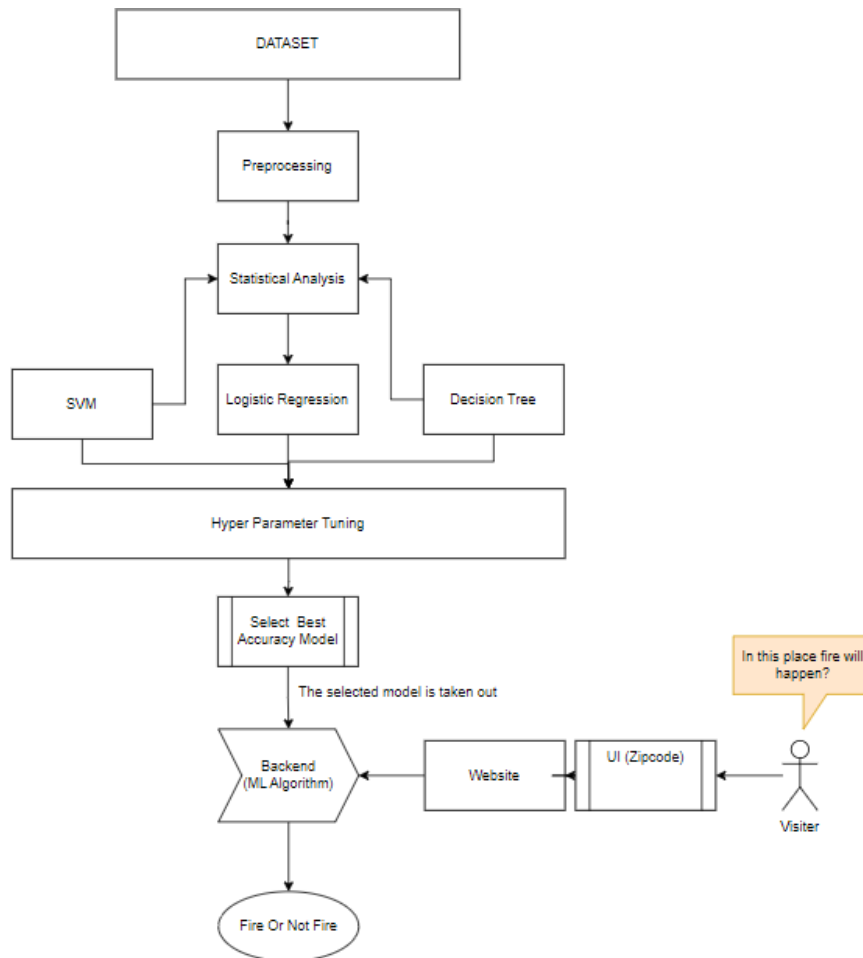 DATASET
Preprocessing
Statistical Analysis
SVM
Logistic Regression
Decision Tree
Hyper Parameter Tuning
Select Best
Accuracy Model
The selected model is taken out
In this place fire will
happen?
Backend
(ML Algorithm)
Website
UI (Zipcode)
Visiter
Fire Or Not Fire